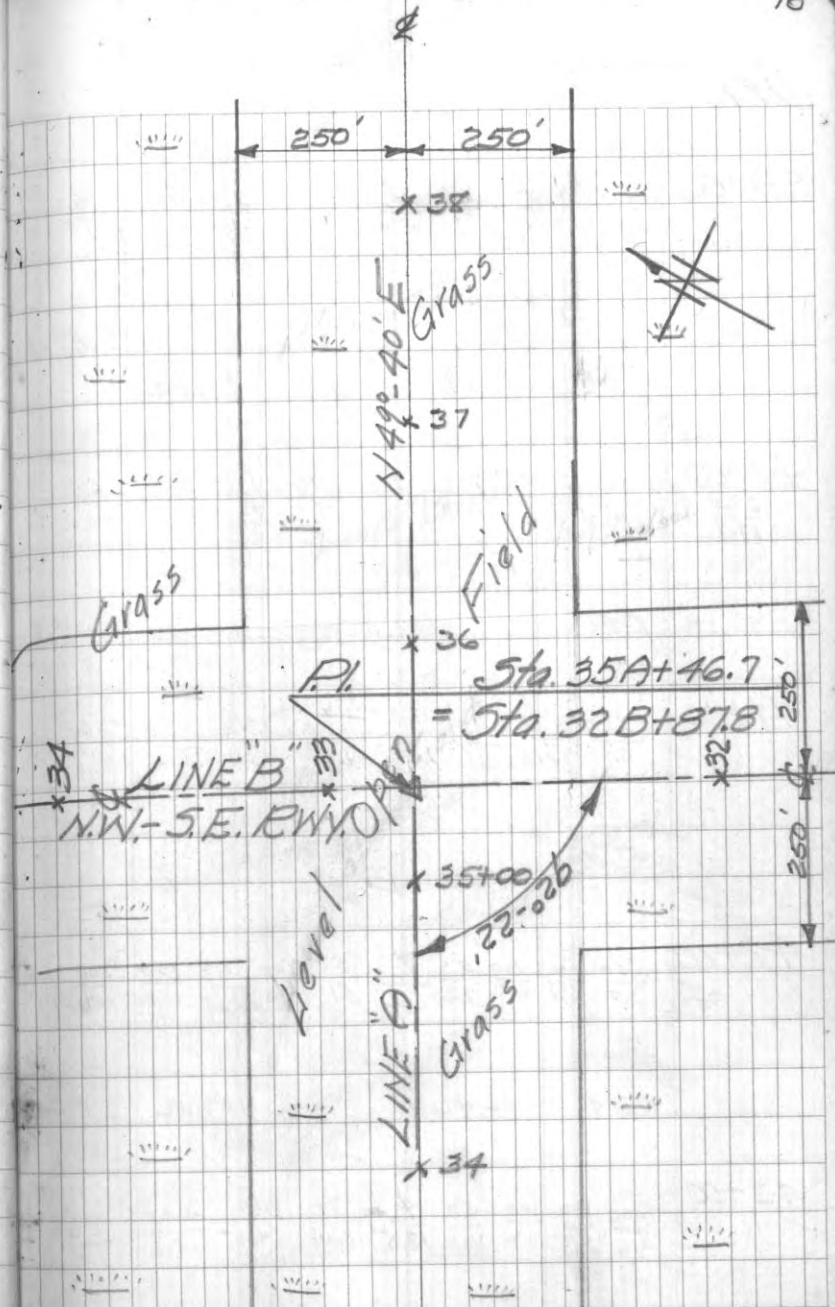 ℄
250' 250'
38
N 49°-40' E
Grass
37
Field
Grass
36
P.I. Sta. 35A+46.7
= Sta. 32B+87.8
250'
34
33
32
℄
℄ LINE "B"
N.W.-S.E. RWY.
OPEN
250'
35+00
Level
LINE "A"
Grass
34